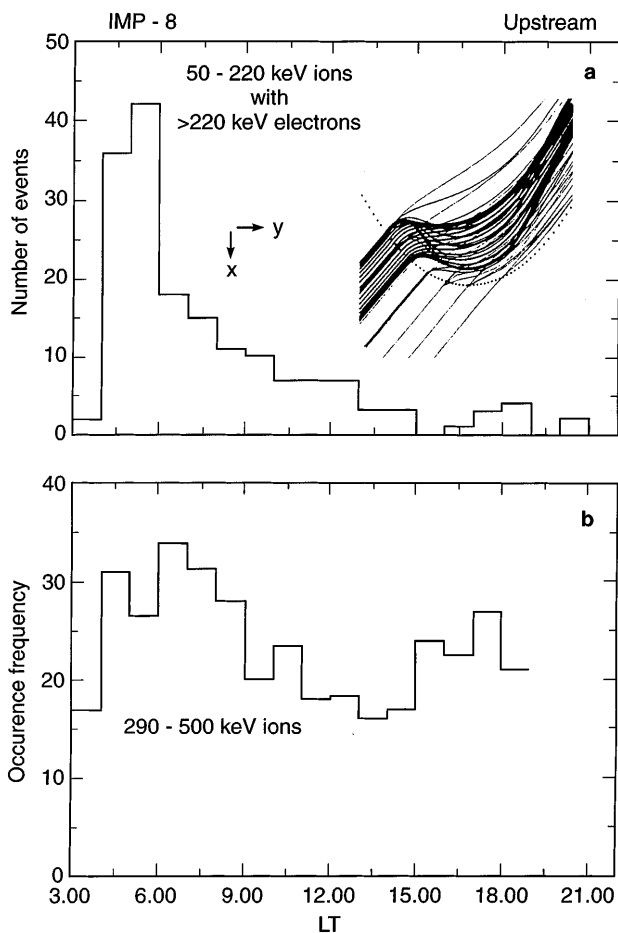 IMP - 8 Upstream
50
40
30
20
10
0
Number of events
50 - 220 keV ions
with
>220 keV electrons
a
y
x
40
30
20
10
0
Occurence frequency
b
290 - 500 keV ions
3.00 6.00 9.00 12.00 15.00 18.00 21.00
LT